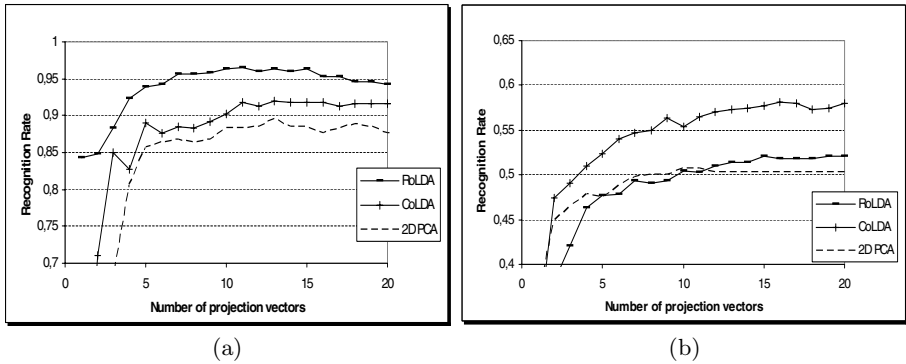 1
0,95
0,9
0,85
0,8
0,75
0,7
Recognition Rate
0
5
10
15
20
Number of projection vectors
RoLDA
CoLDA
2D PCA
(a)
0,65
0,6
0,55
0,5
0,45
0,4
Recognition Rate
0
5
10
15
20
Number of projection vectors
RoLDA
CoLDA
2D PCA
(b)